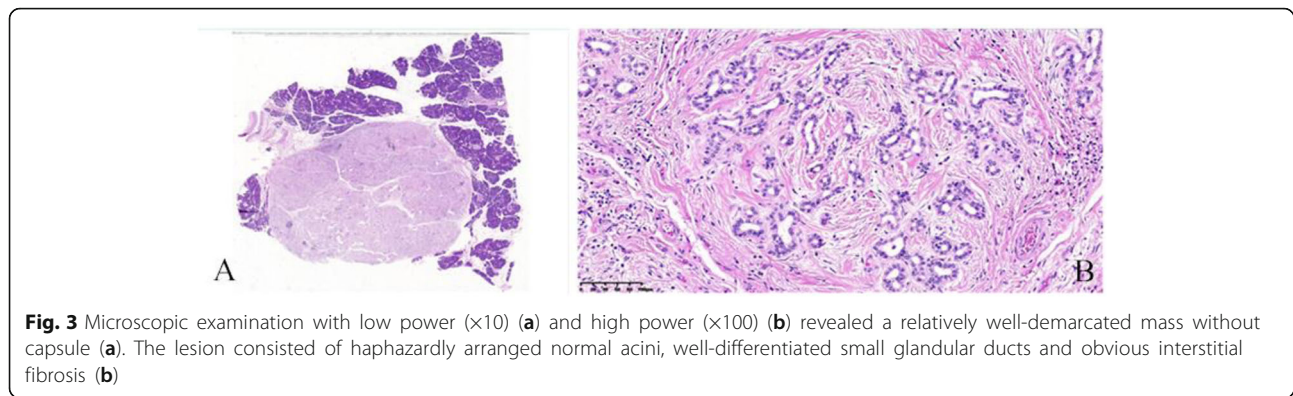 A
B
Fig. 3 Microscopic examination with low power (×10) (a) and high power (×100) (b) revealed a relatively well-demarcated mass without
capsule (a). The lesion consisted of haphazardly arranged normal acini, well-differentiated small glandular ducts and obvious interstitial
fibrosis (b)